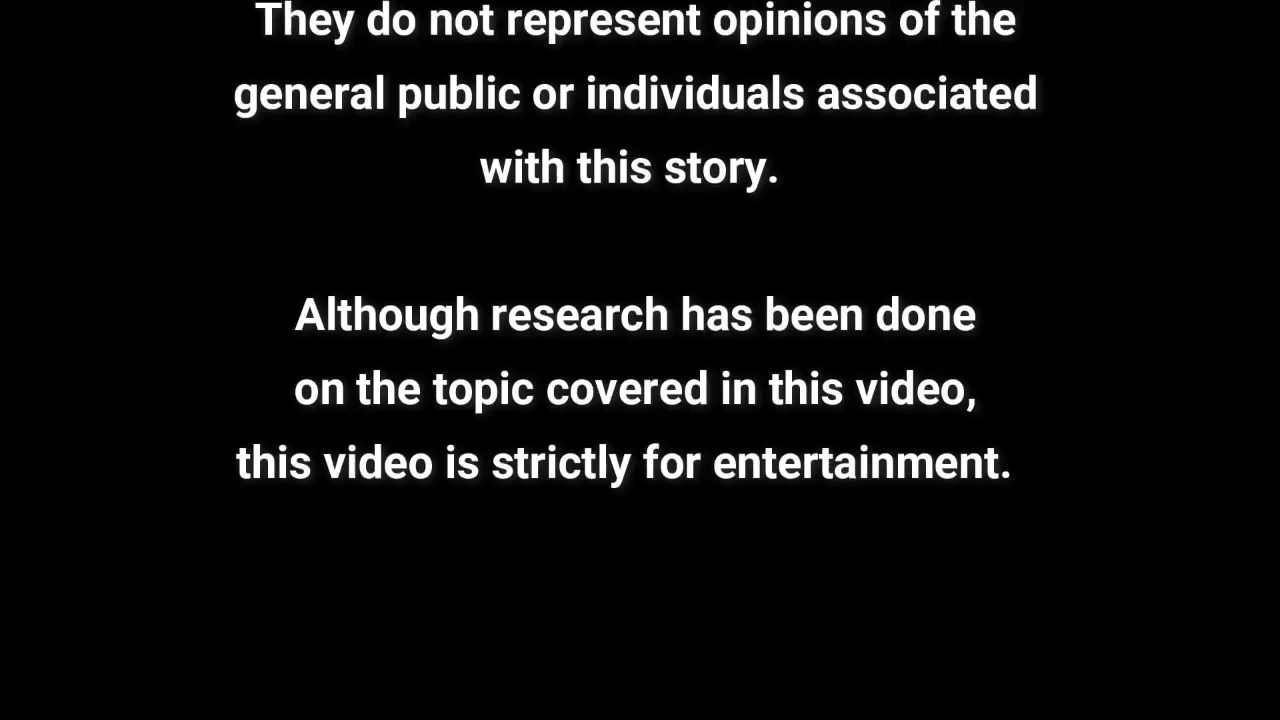 They do not represent opinions of the
general public or individuals associated
with this story.
Although research has been done
on the topic covered in this video,
this video is strictly for entertainment.